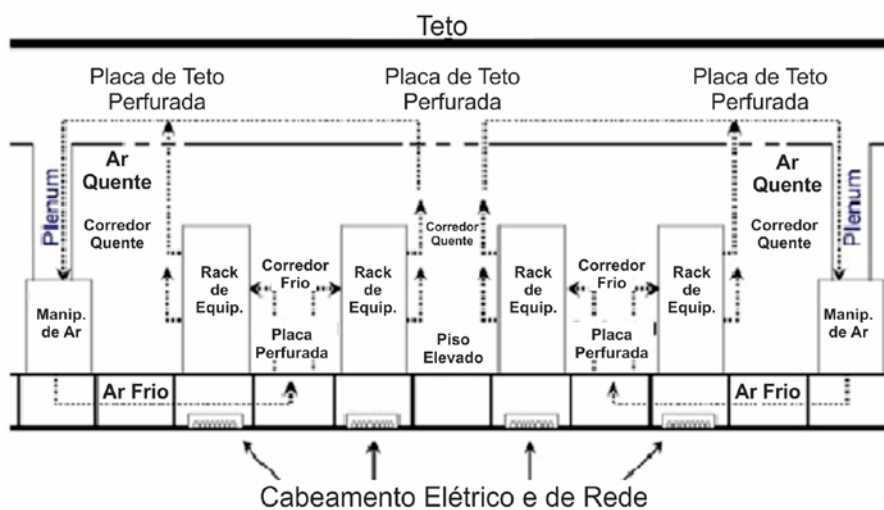 Teto
Placa de Teto
Perfurada
Placa de Teto
Perfurada
Placa de Teto
Perfurada
Ar
Quente
Ar
Quente
Plenum
Plenum
Corredor
Quente
Corredor
Quente
Corredor
Quente
Manip.
de Ar
Rack
de
Equip.
Corredor
Frio
Placa
Perfurada
Rack
de
Equip.
Piso
Elevado
Rack
de
Equip.
Corredor
Frio
Placa
Perfurada
Rack
de
Equip.
Manip.
de Ar
Ar Frio
Ar Frio
Cabeamento Elétrico e de Rede